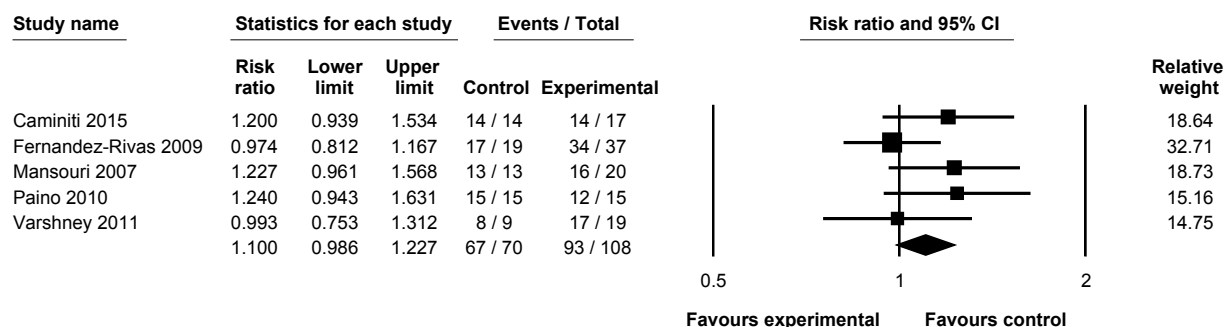 Study name Statistics for each study Events / Total Risk ratio and 95% CI
Risk ratio Lower limit Upper limit Control Experimental Relative weight
Caminiti 2015 1.200 0.939 1.534 14 / 14 14 / 17 18.64
Fernandez-Rivas 2009 0.974 0.812 1.167 17 / 19 34 / 37 32.71
Mansouri 2007 1.227 0.961 1.568 13 / 13 16 / 20 18.73
Paino 2010 1.240 0.943 1.631 15 / 15 12 / 15 15.16
Varshney 2011 0.993 0.753 1.312 8 / 9 17 / 19 14.75
1.100 0.986 1.227 67 / 70 93 / 108
0.5 1 2
Favours experimental Favours control